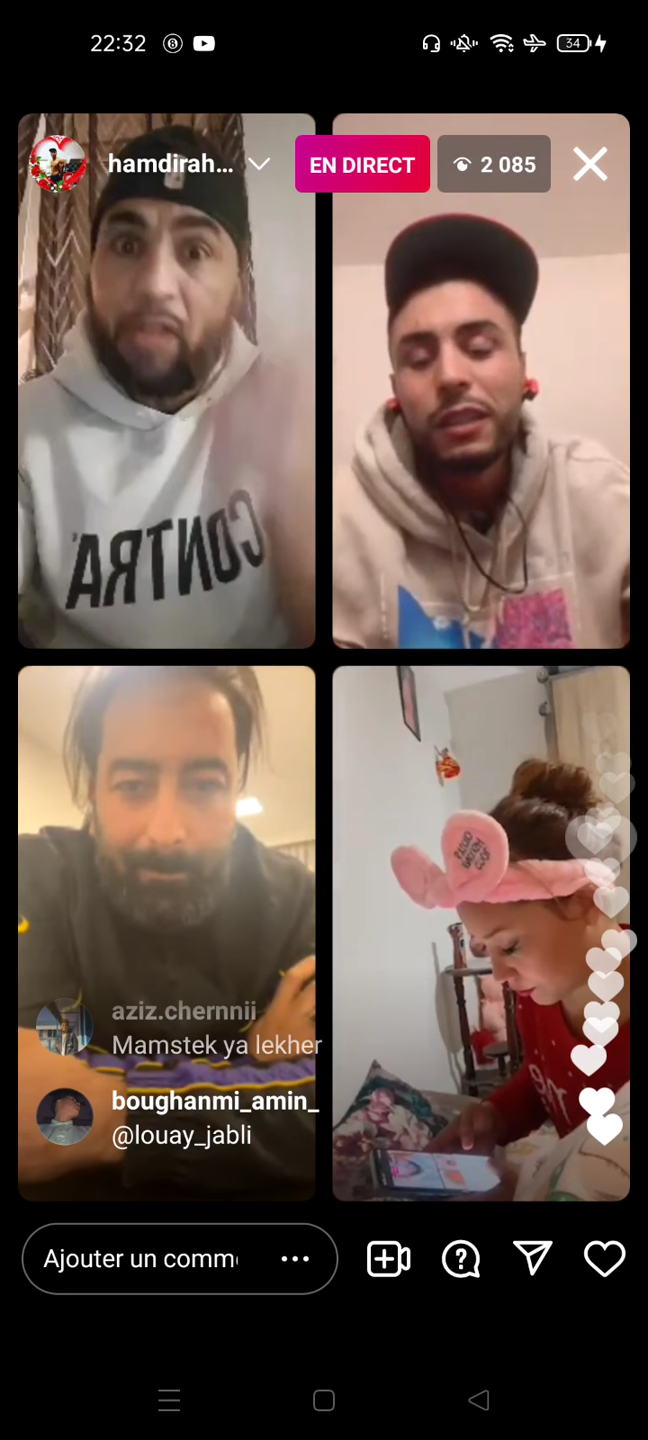 22:32
34
hamdirah...
EN DIRECT
2 085
CONTRA
aziz.chernnii
Mamstek ya lekher
boughanmi_amin_
@louay_jabli
Ajouter un comm